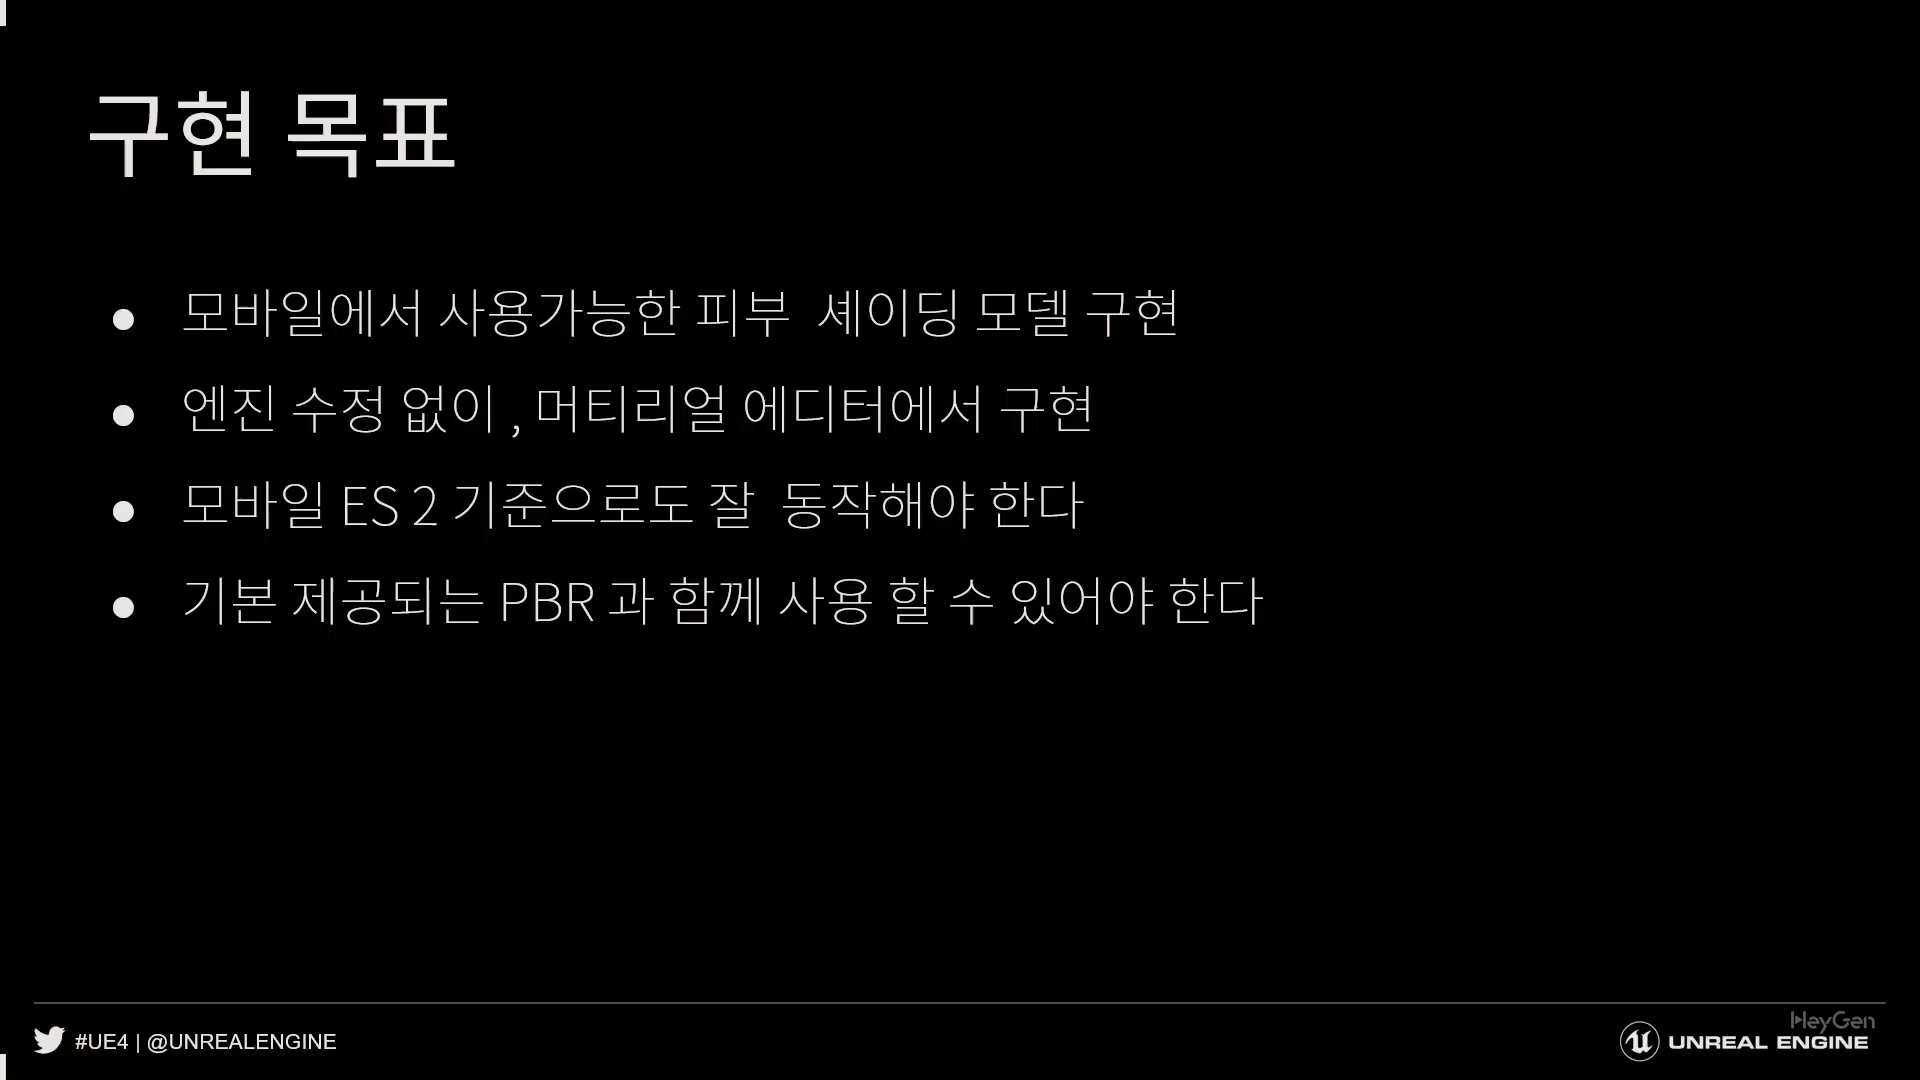 구현 목표
● 모바일에서 사용가능한 피부 셰이딩 모델 구현
● 엔진 수정 없이 , 머티리얼 에디터에서 구현
● 모바일 ES 2 기준으로도 잘 동작해야 한다
● 기본 제공되는 PBR 과 함께 사용 할 수 있어야 한다
#UE4 | @UNREALENGINE
HeyGen
UNREAL ENGINE